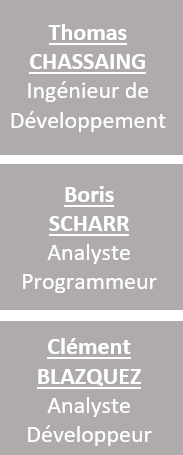 Thomas
CHASSAING
Ingénieur de
Développement
Boris
SCHARR
Analyste
Programmeur
Clément
BLAZQUEZ
Analyste
Développeur